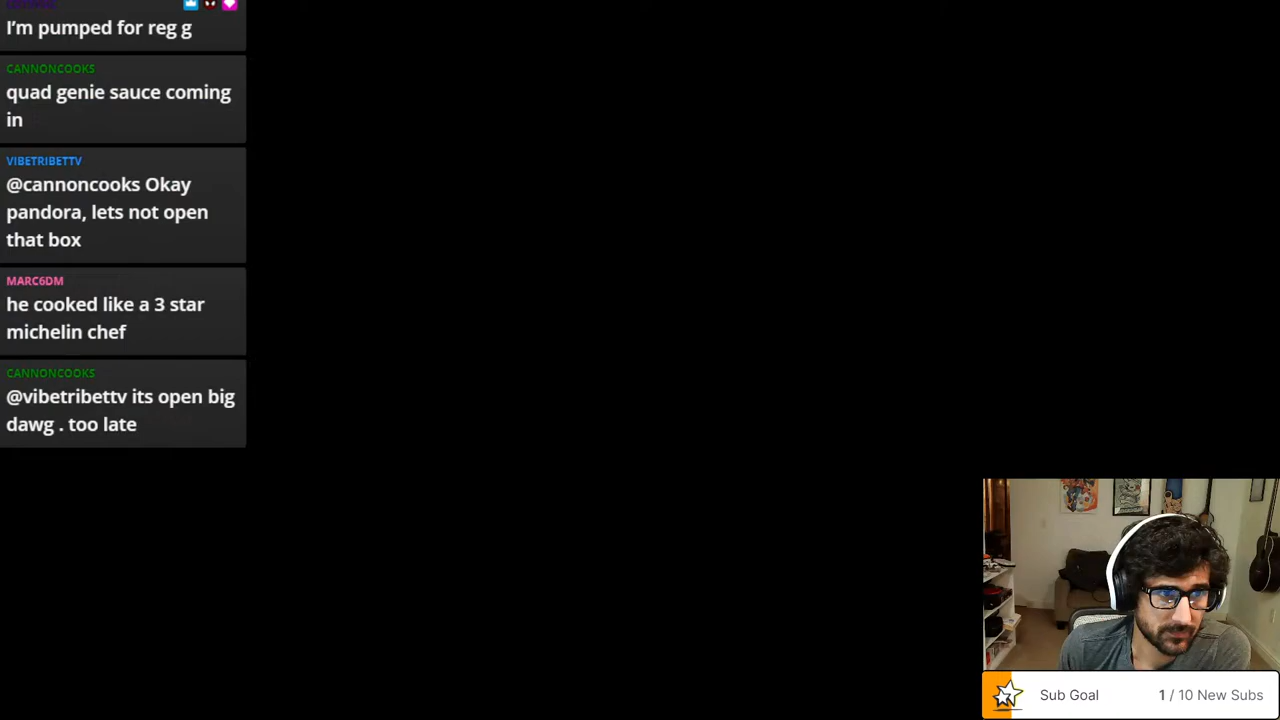 I'm pumped for reg g
CANNONCOOKS
quad genie sauce coming
in
VIBETRIBETTV
@cannoncooks Okay
pandora, lets not open
that box
MARC6DM
he cooked like a 3 star
michelin chef
CANNONCOOKS
@vibetribettv its open big
dawg . too late
Sub Goal 1 / 10 New Subs